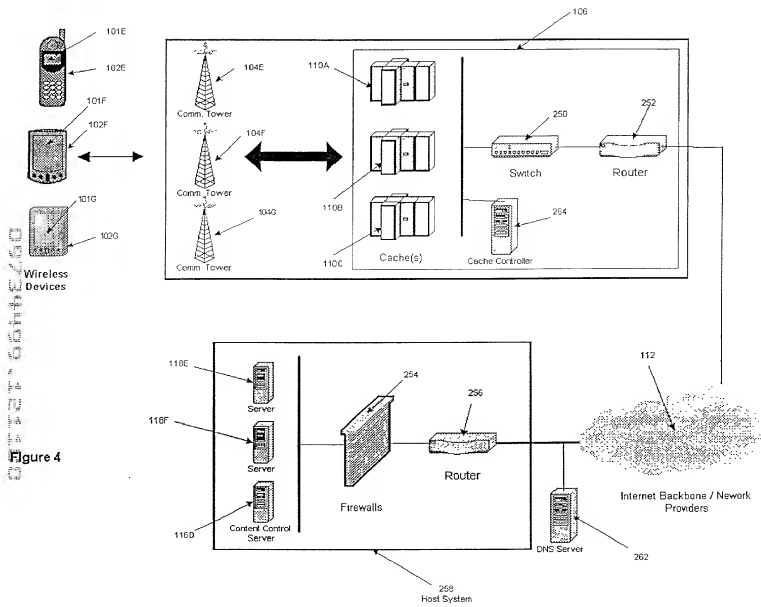 106
101E
102E
104E
110A
Comm. Tower
101F
102F
104F
250
252
Comm Tower
110B
Switch
Router
101G
102G
104G
110C
264
Comm Tower
Cache(s)
Cache Controller
Wireless
Devices
118E
Server
254
256
112
118F
Server
Figure 4
Router
Firewalls
Internet Backbone / Nework
Providers
116D
Content Control
Server
DNS Server
262
258
Host System